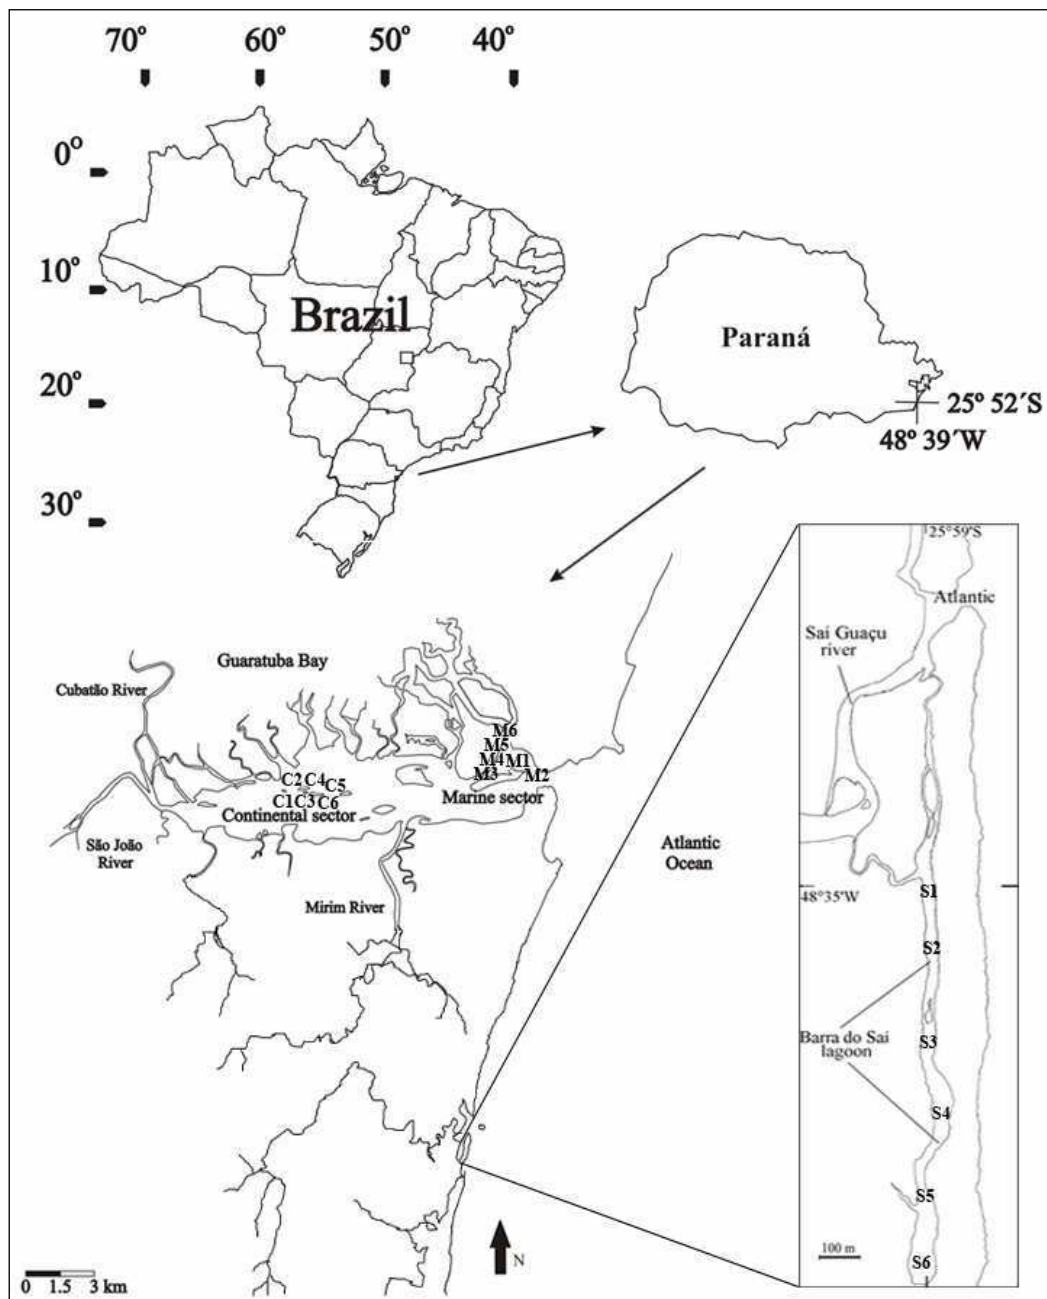 70º 60º 50º 40º
0º
10º
20º
30º
Brazil
Paraná
25º 52´S
48º 39´W
Guaratuba Bay
Cubatão River
São João
River
C2 C4 C5
C1 C3 C6
Continental sector
Mirim River
M6
M5
M4 M1
M3 M2
Marine sector
Atlantic
Ocean
N
0 1.5 3 km
25°59'S
Atlantic
Saí Guaçu
river
48°35'W
S1
S2
Barra do Saí
lagoon
S3
S4
S5
S6
100 m